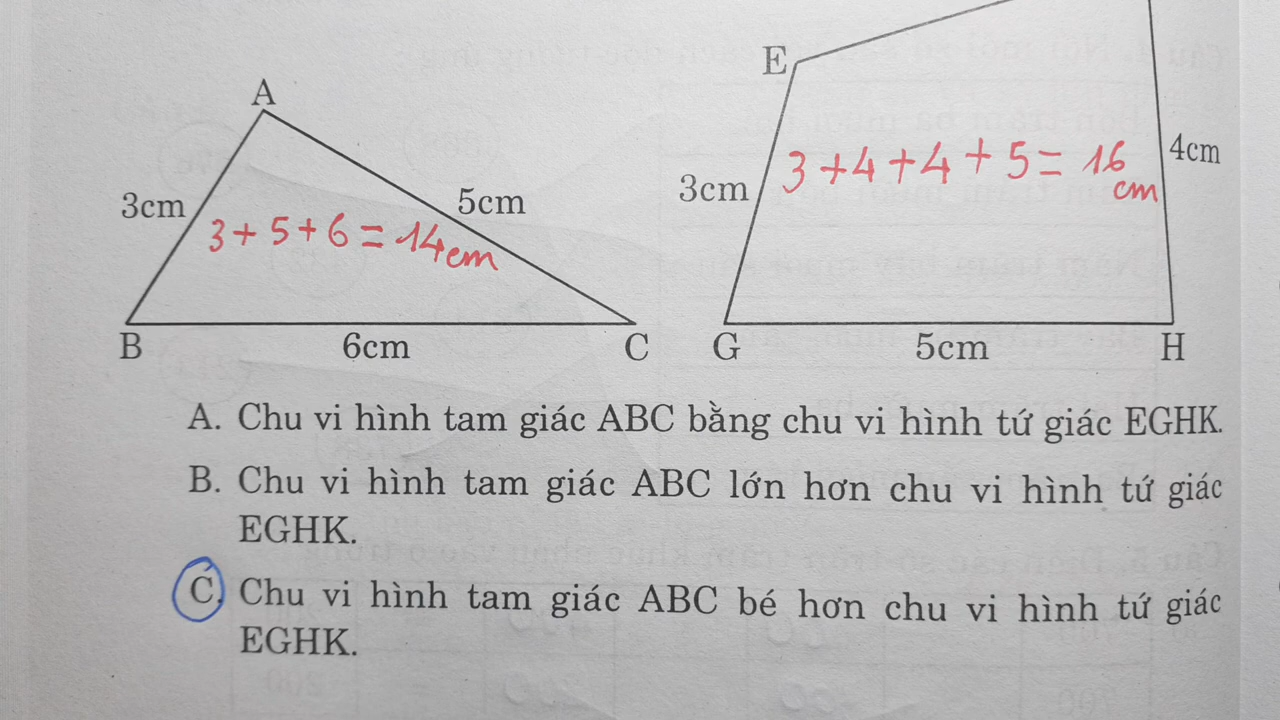 A
E
3cm
5cm
3 + 5 + 6 = 14 cm
3cm
4cm
3 + 4 + 4 + 5 = 16
cm
B
6cm
C
G
5cm
H
A. Chu vi hình tam giác ABC bằng chu vi hình tứ giác EGHK.
B. Chu vi hình tam giác ABC lớn hơn chu vi hình tứ giác
EGHK.
C. Chu vi hình tam giác ABC bé hơn chu vi hình tứ giác
EGHK.